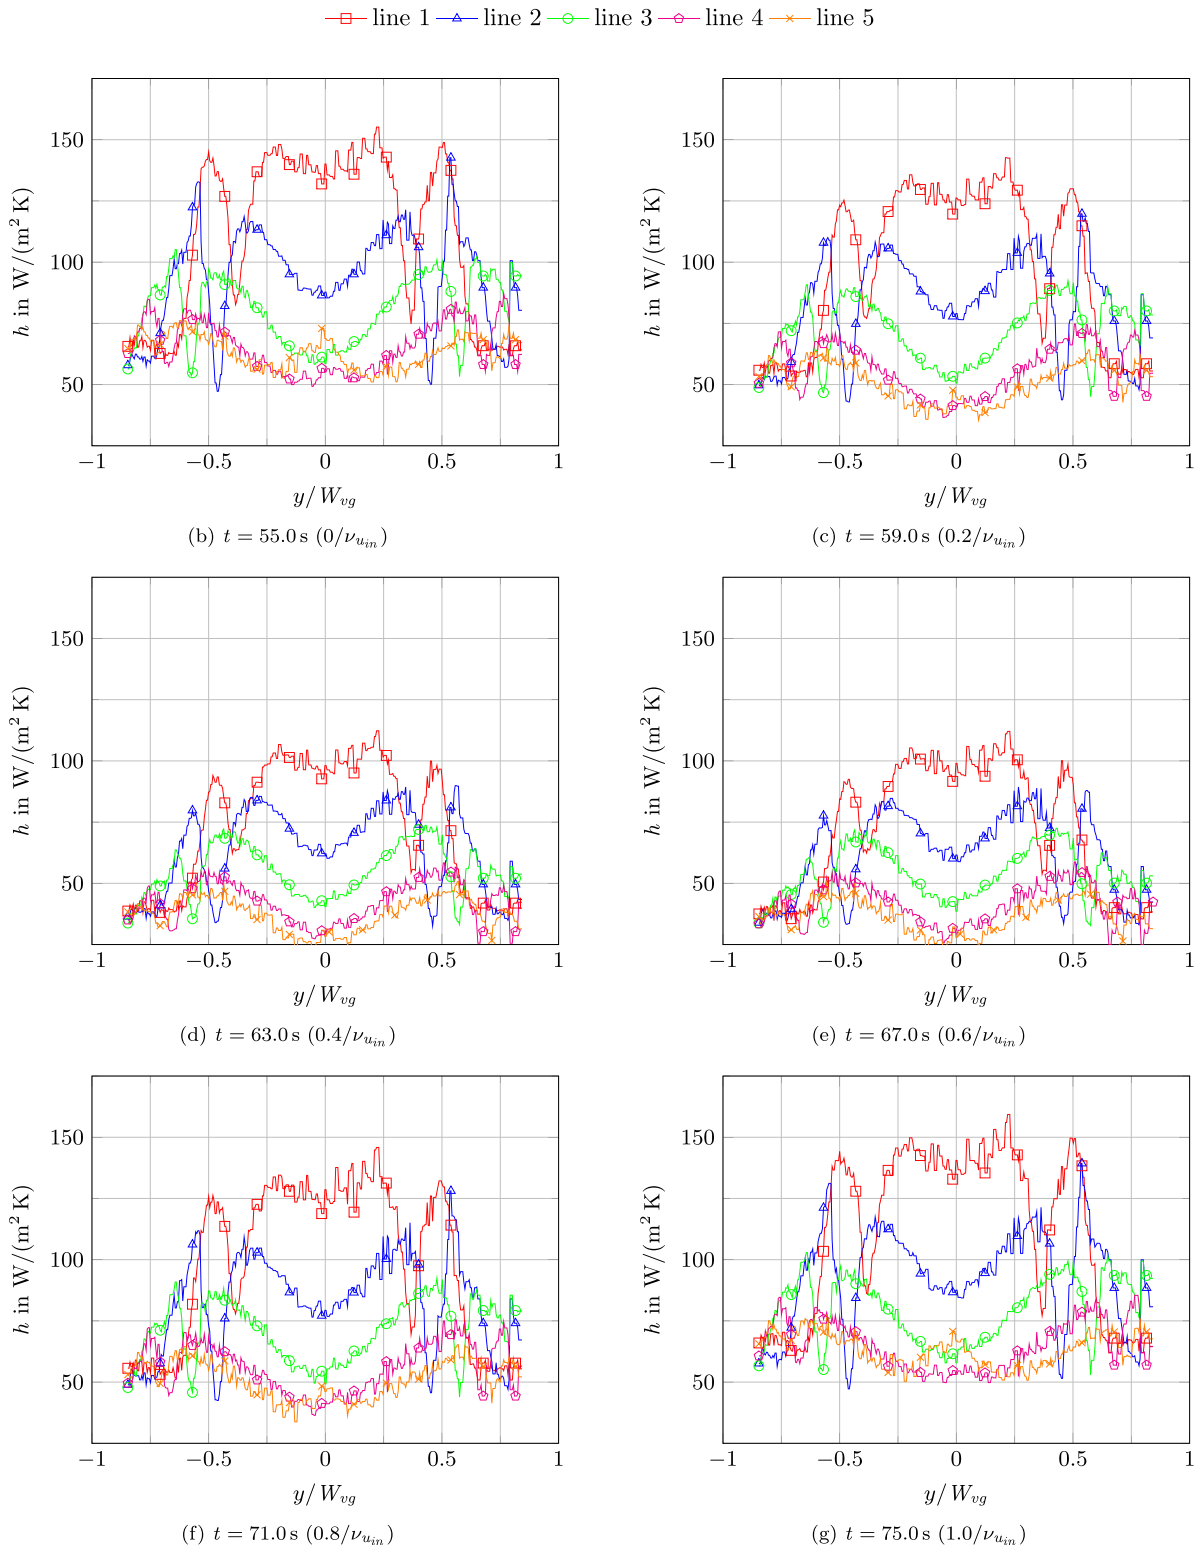 line 1 line 2 line 3 line 4 line 5
150
100
50
h in W/(m² K)
−1 −0.5 0 0.5 1
y/W_vg
(b) t = 55.0 s (0/ν_u_in)
150
100
50
h in W/(m² K)
−1 −0.5 0 0.5 1
y/W_vg
(c) t = 59.0 s (0.2/ν_u_in)
150
100
50
h in W/(m² K)
−1 −0.5 0 0.5 1
y/W_vg
(d) t = 63.0 s (0.4/ν_u_in)
150
100
50
h in W/(m² K)
−1 −0.5 0 0.5 1
y/W_vg
(e) t = 67.0 s (0.6/ν_u_in)
150
100
50
h in W/(m² K)
−1 −0.5 0 0.5 1
y/W_vg
(f) t = 71.0 s (0.8/ν_u_in)
150
100
50
h in W/(m² K)
−1 −0.5 0 0.5 1
y/W_vg
(g) t = 75.0 s (1.0/ν_u_in)